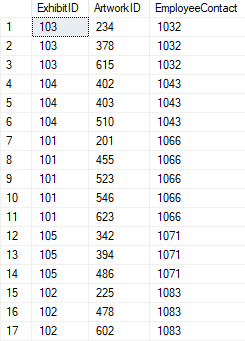 ExhibitID ArtworkID EmployeeContact
1 103 234 1032
2 103 378 1032
3 103 615 1032
4 104 402 1043
5 104 403 1043
6 104 510 1043
7 101 201 1066
8 101 455 1066
9 101 523 1066
10 101 546 1066
11 101 623 1066
12 105 342 1071
13 105 394 1071
14 105 486 1071
15 102 225 1083
16 102 478 1083
17 102 602 1083